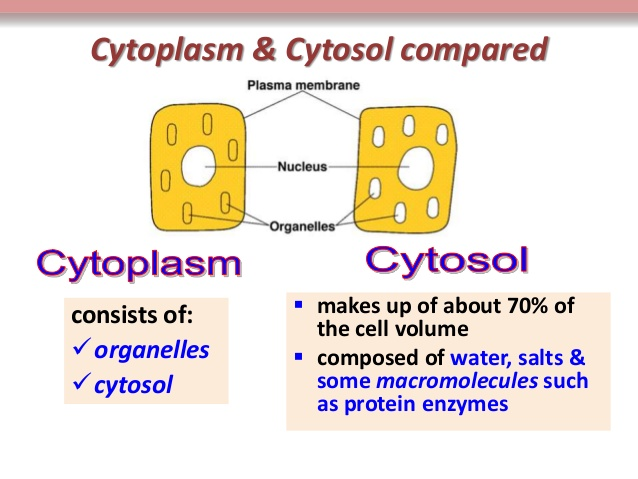 Cytoplasm & Cytosol compared
Plasma membrane
Nucleus
Organelles
Cytoplasm
Cytosol
consists of:
✓ organelles
✓ cytosol
▪ makes up of about 70% of
the cell volume
▪ composed of water, salts &
some macromolecules such
as protein enzymes